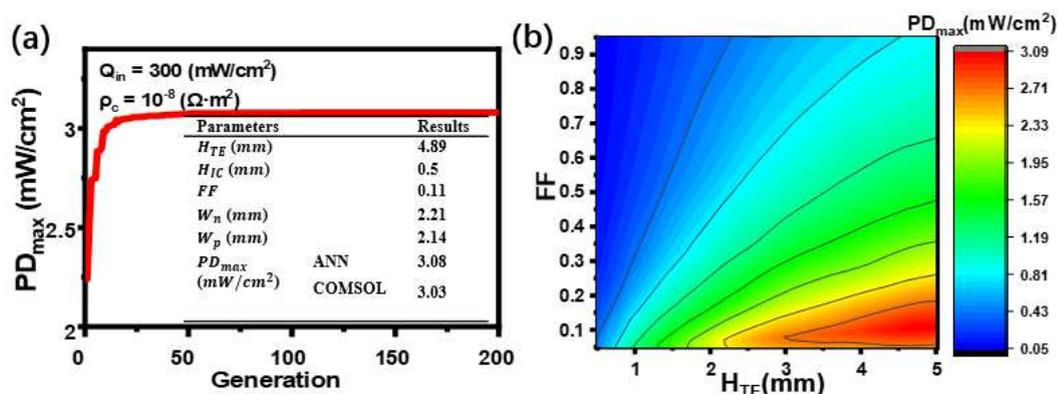 (a)
Q_in = 300 (mW/cm²)
ρ_c = 10⁻⁸ (Ω·m²)
PD_max (mW/cm²)
3
2.5
2
Parameters Results
H_TE (mm) 4.89
H_IC (mm) 0.5
FF 0.11
W_n (mm) 2.21
W_p (mm) 2.14
PD_max ANN 3.08
(mW/cm²) COMSOL 3.03
0 50 100 150 200
Generation
(b)
PD_max(mW/cm²)
FF
0.9
0.8
0.7
0.6
0.5
0.4
0.3
0.2
0.1
1 2 3 4 5
H_TE(mm)
3.09
2.71
2.33
1.95
1.57
1.19
0.81
0.43
0.05